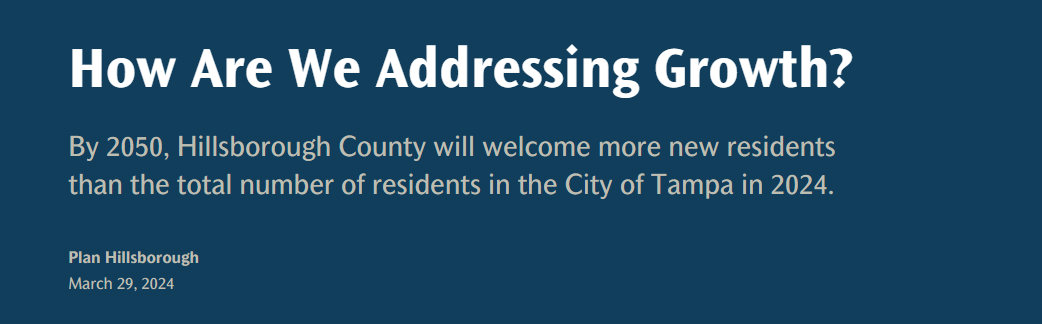 How Are We Addressing Growth?
By 2050, Hillsborough County will welcome more new residents
than the total number of residents in the City of Tampa in 2024.
Plan Hillsborough
March 29, 2024